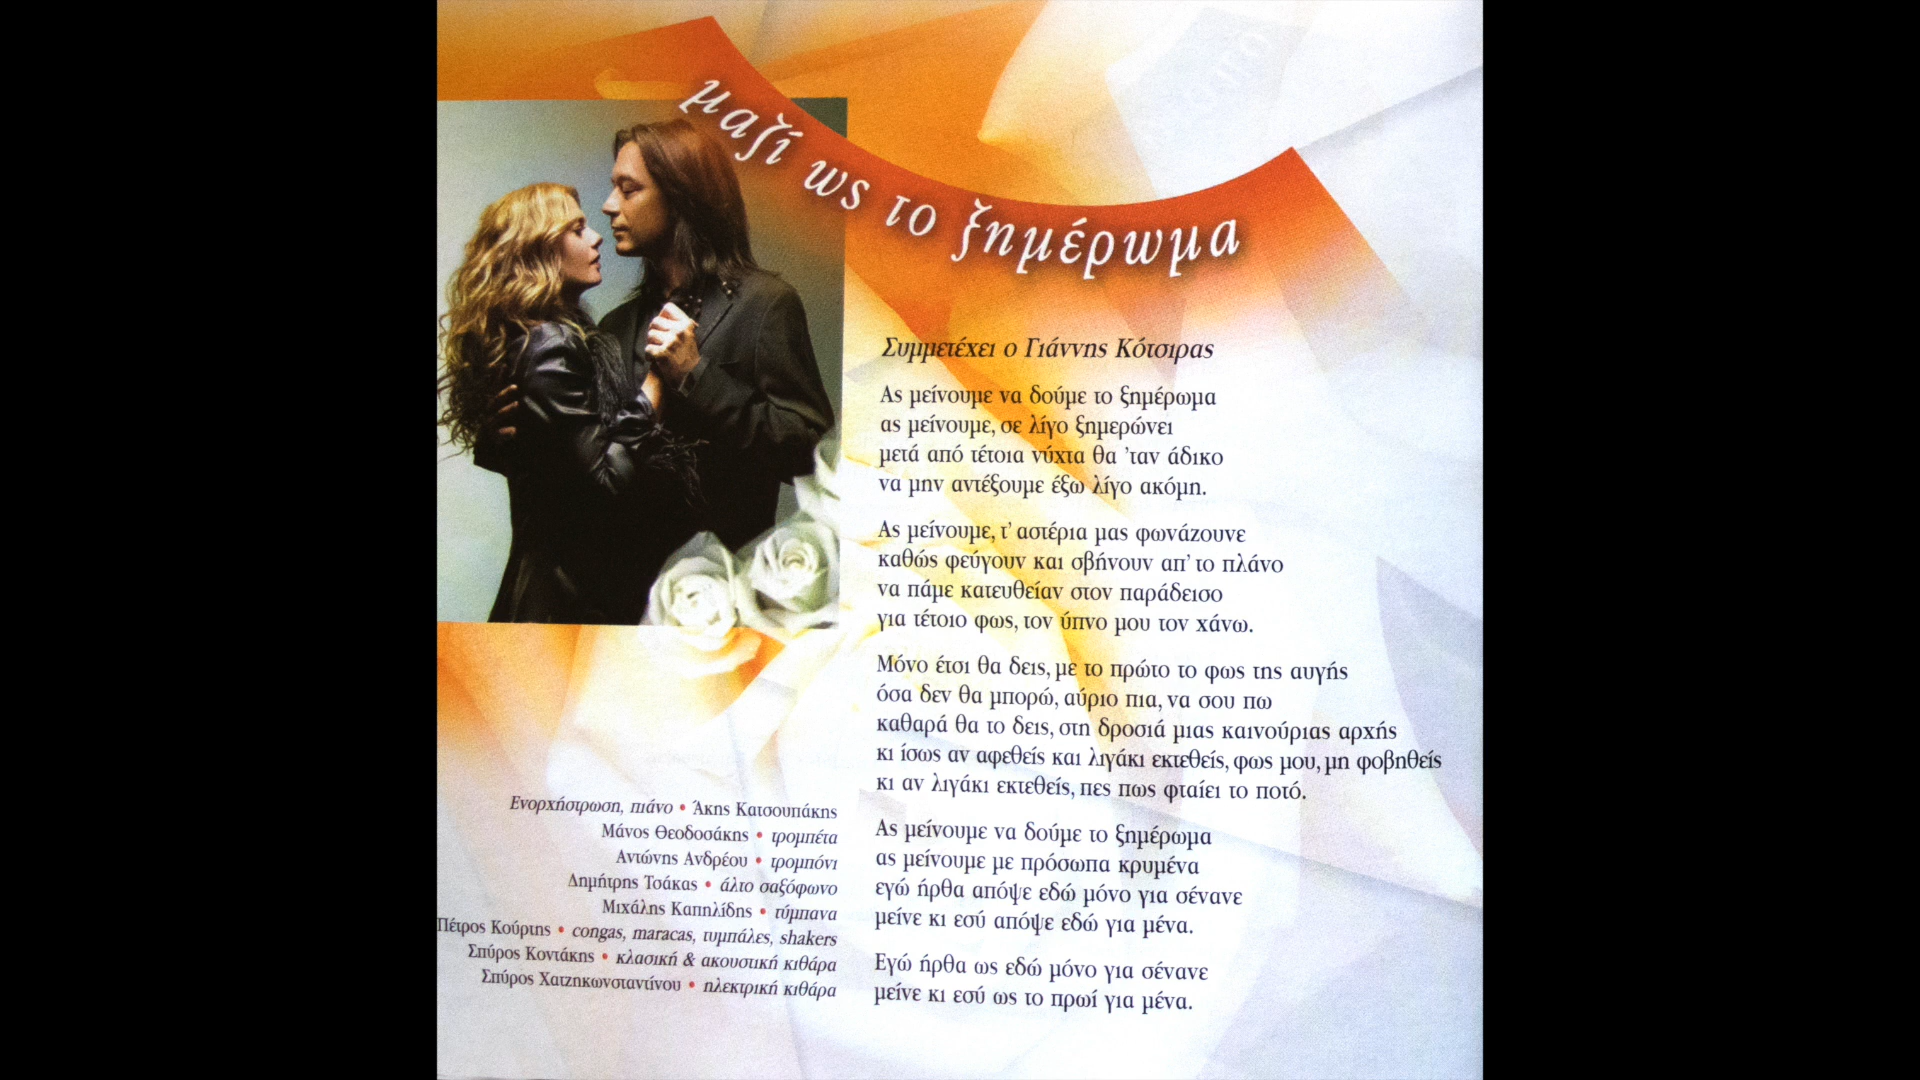 μαζί ως το ξημέρωμα
Συμμετέχει ο Γιάννης Κότσιρας
Ας μείνουμε να δούμε το ξημέρωμα
ας μείνουμε, σε λίγο ξημερώνει
μετά από τέτοια νύχτα θα 'ταν άδικο
να μην αντέξουμε έξω λίγο ακόμη.
Ας μείνουμε, τ' αστέρια μας φωνάζουνε
καθώς φεύγουν και σβήνουν απ' το πλάνο
να πάμε κατευθείαν στον παράδεισο
για τέτοιο φως, τον ύπνο μου τον χάνω.
Μόνο έτσι θα δεις, με το πρώτο το φως της αυγής
όσα δεν θα μπορώ, αύριο πια, να σου πω
καθαρά θα το δεις, στη δροσιά μιας καινούριας αρχής
κι ίσως αν αφεθείς και λιγάκι εκτεθείς, φως μου, μη φοβηθείς
κι αν λιγάκι εκτεθείς, πες πως φταίει το ποτό.
Ας μείνουμε να δούμε το ξημέρωμα
ας μείνουμε με πρόσωπα κρυμένα
εγώ ήρθα απόψε εδώ μόνο για σένανε
μείνε κι εσύ απόψε εδώ για μένα.
Εγώ ήρθα ως εδώ μόνο για σένανε
μείνε κι εσύ ως το πρωί για μένα.
Ενορχήστρωση, πιάνο • Άκης Κατσουπάκης
Μάνος Θεοδοσάκης • τρομπέτα
Αντώνης Ανδρέου • τρομπόνι
Δημήτρης Τσάκας • άλτο σαξόφωνο
Μιχάλης Καπηλίδης • τύμπανα
Πέτρος Κούρτης • congas, maracas, τυμπάλες, shakers
Σπύρος Κοντάκης • κλασική & ακουστική κιθάρα
Σπύρος Χατζηκωνσταντίνου • ηλεκτρική κιθάρα